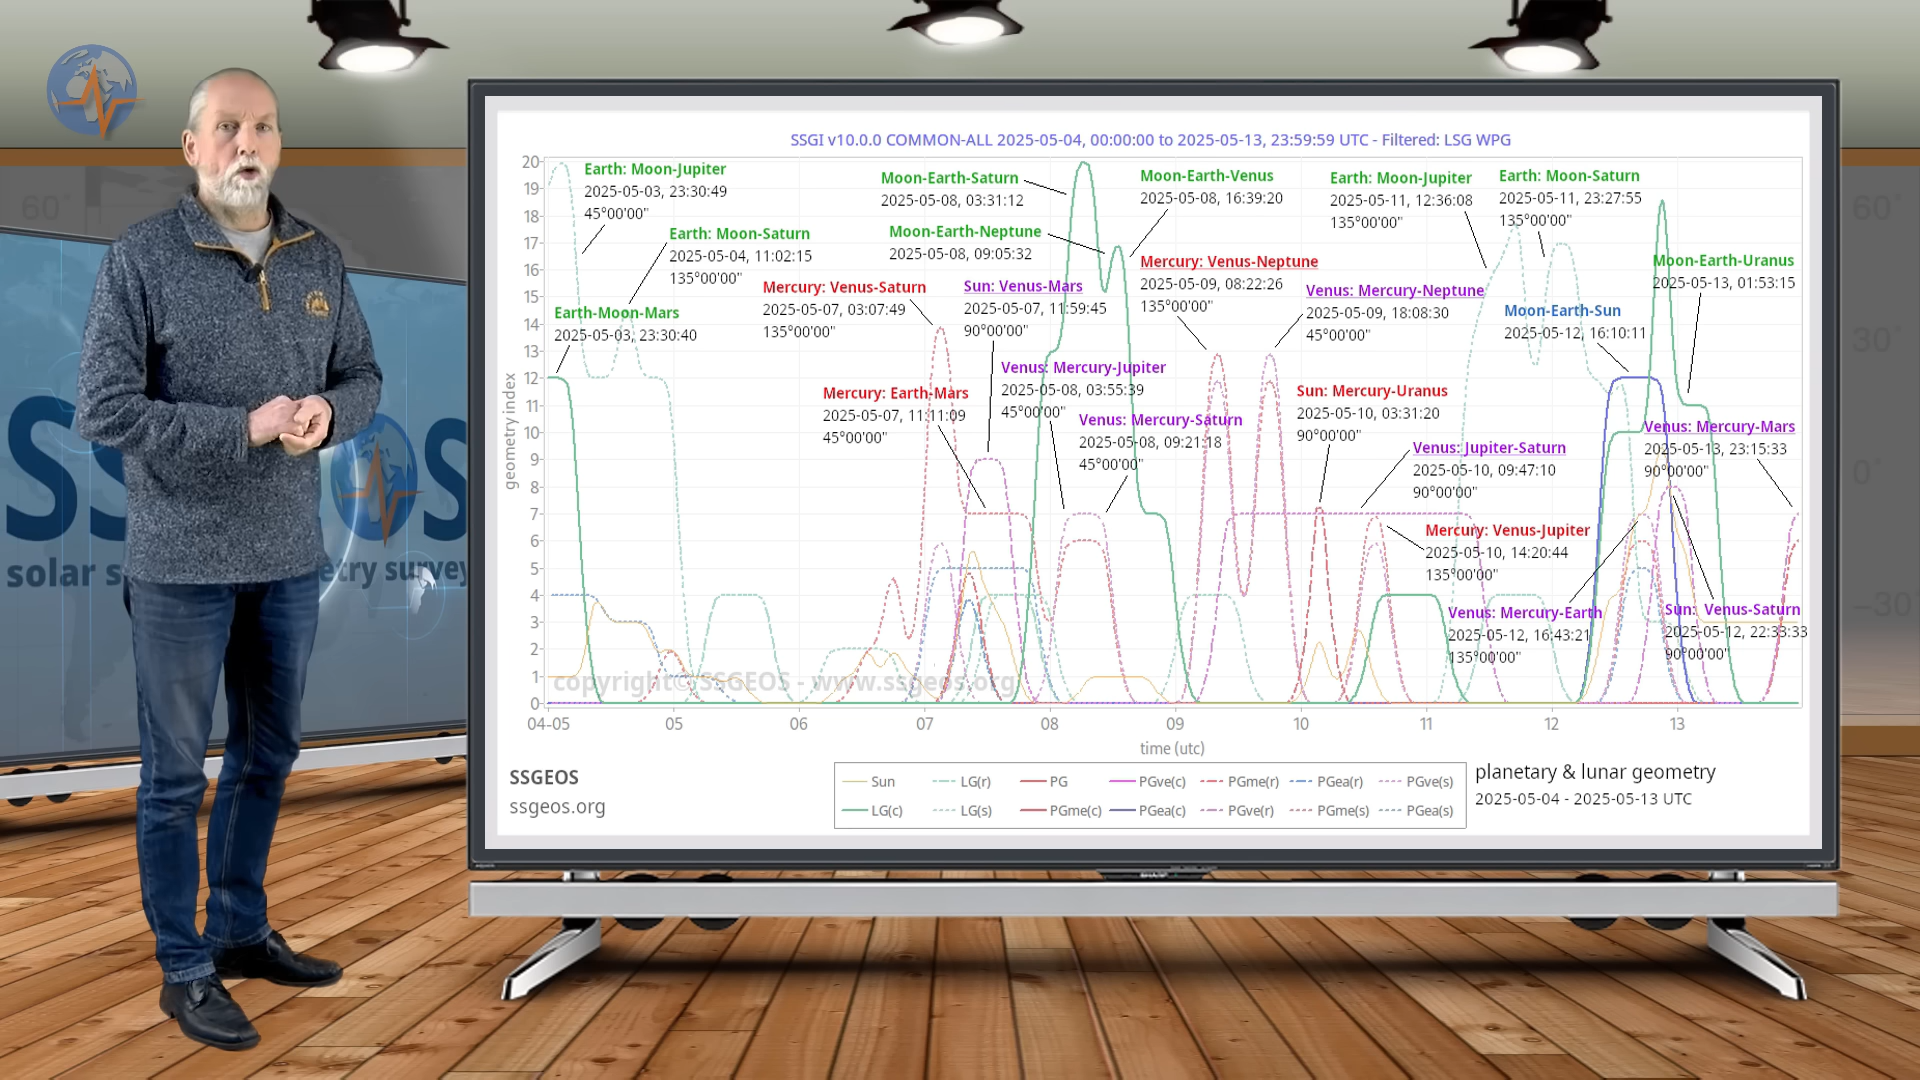 SSGI v10.0.0 COMMON-ALL 2025-05-04, 00:00:00 to 2025-05-13, 23:59:59 UTC - Filtered: LSG WPG
Earth: Moon-Jupiter
2025-05-03, 23:30:49
45°00'00"
Earth: Moon-Saturn
2025-05-04, 11:02:15
135°00'00"
Earth-Moon-Mars
2025-05-03, 23:30:40
Mercury: Venus-Saturn
2025-05-07, 03:07:49
135°00'00"
Mercury: Earth-Mars
2025-05-07, 11:11:09
45°00'00"
Moon-Earth-Saturn
2025-05-08, 03:31:12
Moon-Earth-Neptune
2025-05-08, 09:05:32
Sun: Venus-Mars
2025-05-07, 11:59:45
90°00'00"
Venus: Mercury-Jupiter
2025-05-08, 03:55:39
45°00'00"
Venus: Mercury-Saturn
2025-05-08, 09:21:18
45°00'00"
Moon-Earth-Venus
2025-05-08, 16:39:20
Mercury: Venus-Neptune
2025-05-09, 08:22:26
135°00'00"
Venus: Mercury-Neptune
2025-05-09, 18:08:30
45°00'00"
Sun: Mercury-Uranus
2025-05-10, 03:31:20
90°00'00"
Venus: Jupiter-Saturn
2025-05-10, 09:47:10
90°00'00"
Mercury: Venus-Jupiter
2025-05-10, 14:20:44
135°00'00"
Earth: Moon-Jupiter
2025-05-11, 12:36:08
135°00'00"
Earth: Moon-Saturn
2025-05-11, 23:27:55
135°00'00"
Moon-Earth-Sun
2025-05-12, 16:10:11
Moon-Earth-Uranus
2025-05-13, 01:53:15
Venus: Mercury-Mars
2025-05-13, 23:15:33
90°00'00"
Venus: Mercury-Earth
2025-05-12, 16:43:21
135°00'00"
Sun: Venus-Saturn
2025-05-12, 22:33:33
90°00'00"
geometry index
20
19
18
17
16
15
14
13
12
11
10
9
8
7
6
5
4
3
2
1
0
04-05 05 06 07 08 09 10 11 12 13
time (utc)
copyright© SSGEOS - www.ssgeos.org
SSGEOS
ssgeos.org
Sun LG(r) PG PGve(c) PGme(r) PGea(r) PGve(s)
LG(c) LG(s) PGme(c) PGea(c) PGve(r) PGme(s) PGea(s)
planetary & lunar geometry
2025-05-04 - 2025-05-13 UTC
SHARP
60°
60°
30°
0°
-30°